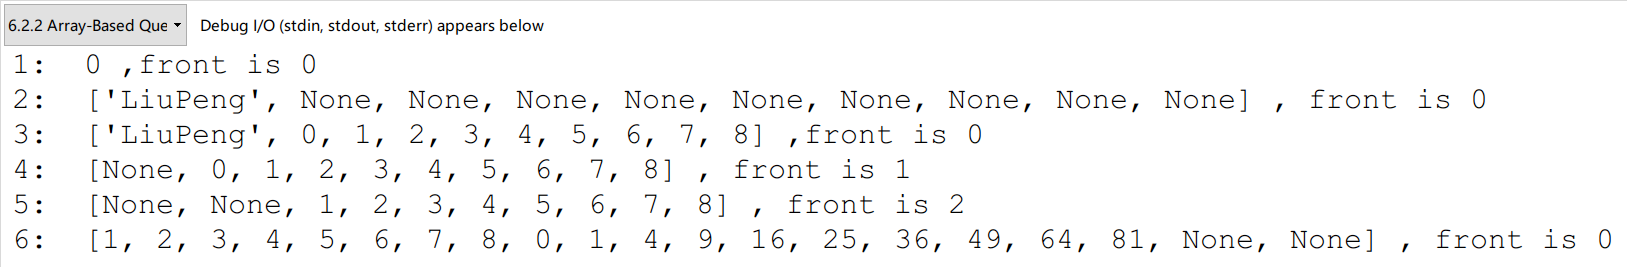 6.2.2 Array-Based Que Debug I/O (stdin, stdout, stderr) appears below
1: 0 ,front is 0
2: ['LiuPeng', None, None, None, None, None, None, None, None, None] , front is 0
3: ['LiuPeng', 0, 1, 2, 3, 4, 5, 6, 7, 8] ,front is 0
4: [None, 0, 1, 2, 3, 4, 5, 6, 7, 8] , front is 1
5: [None, None, 1, 2, 3, 4, 5, 6, 7, 8] , front is 2
6: [1, 2, 3, 4, 5, 6, 7, 8, 0, 1, 4, 9, 16, 25, 36, 49, 64, 81, None, None] , front is 0